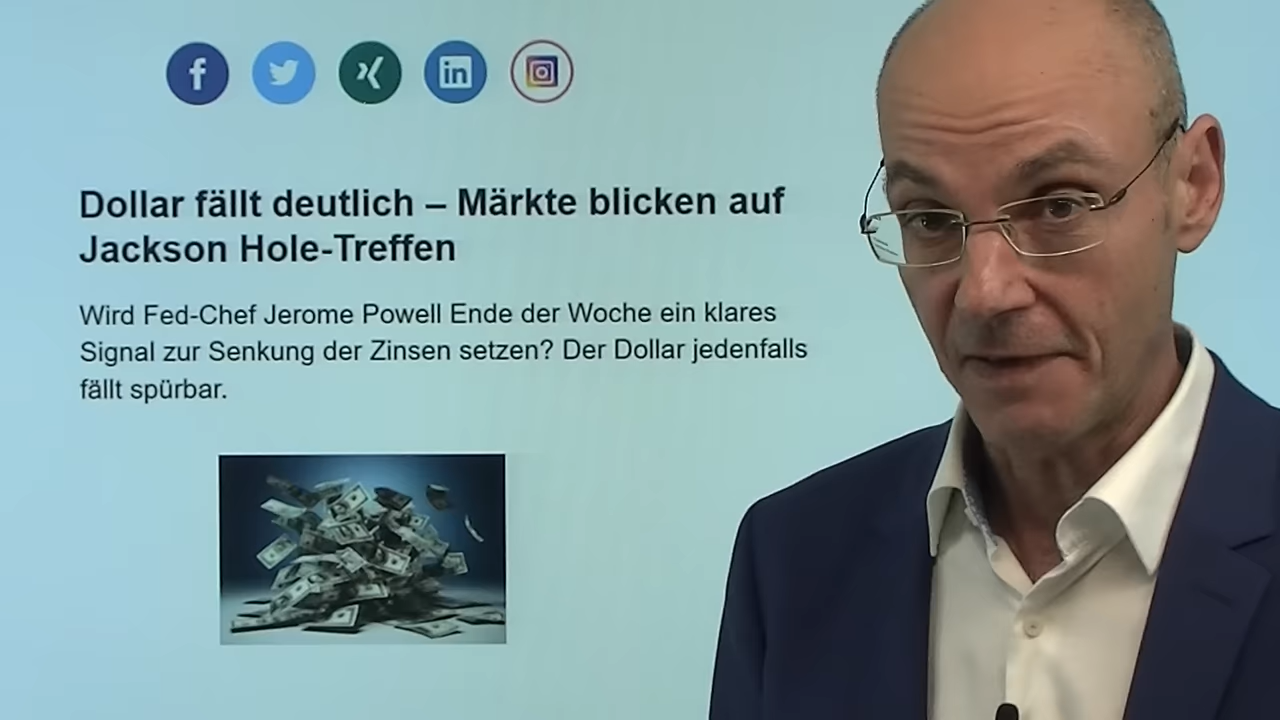 Dollar fällt deutlich – Märkte blicken auf
Jackson Hole-Treffen
Wird Fed-Chef Jerome Powell Ende der Woche ein klares
Signal zur Senkung der Zinsen setzen? Der Dollar jedenfalls
fällt spürbar.